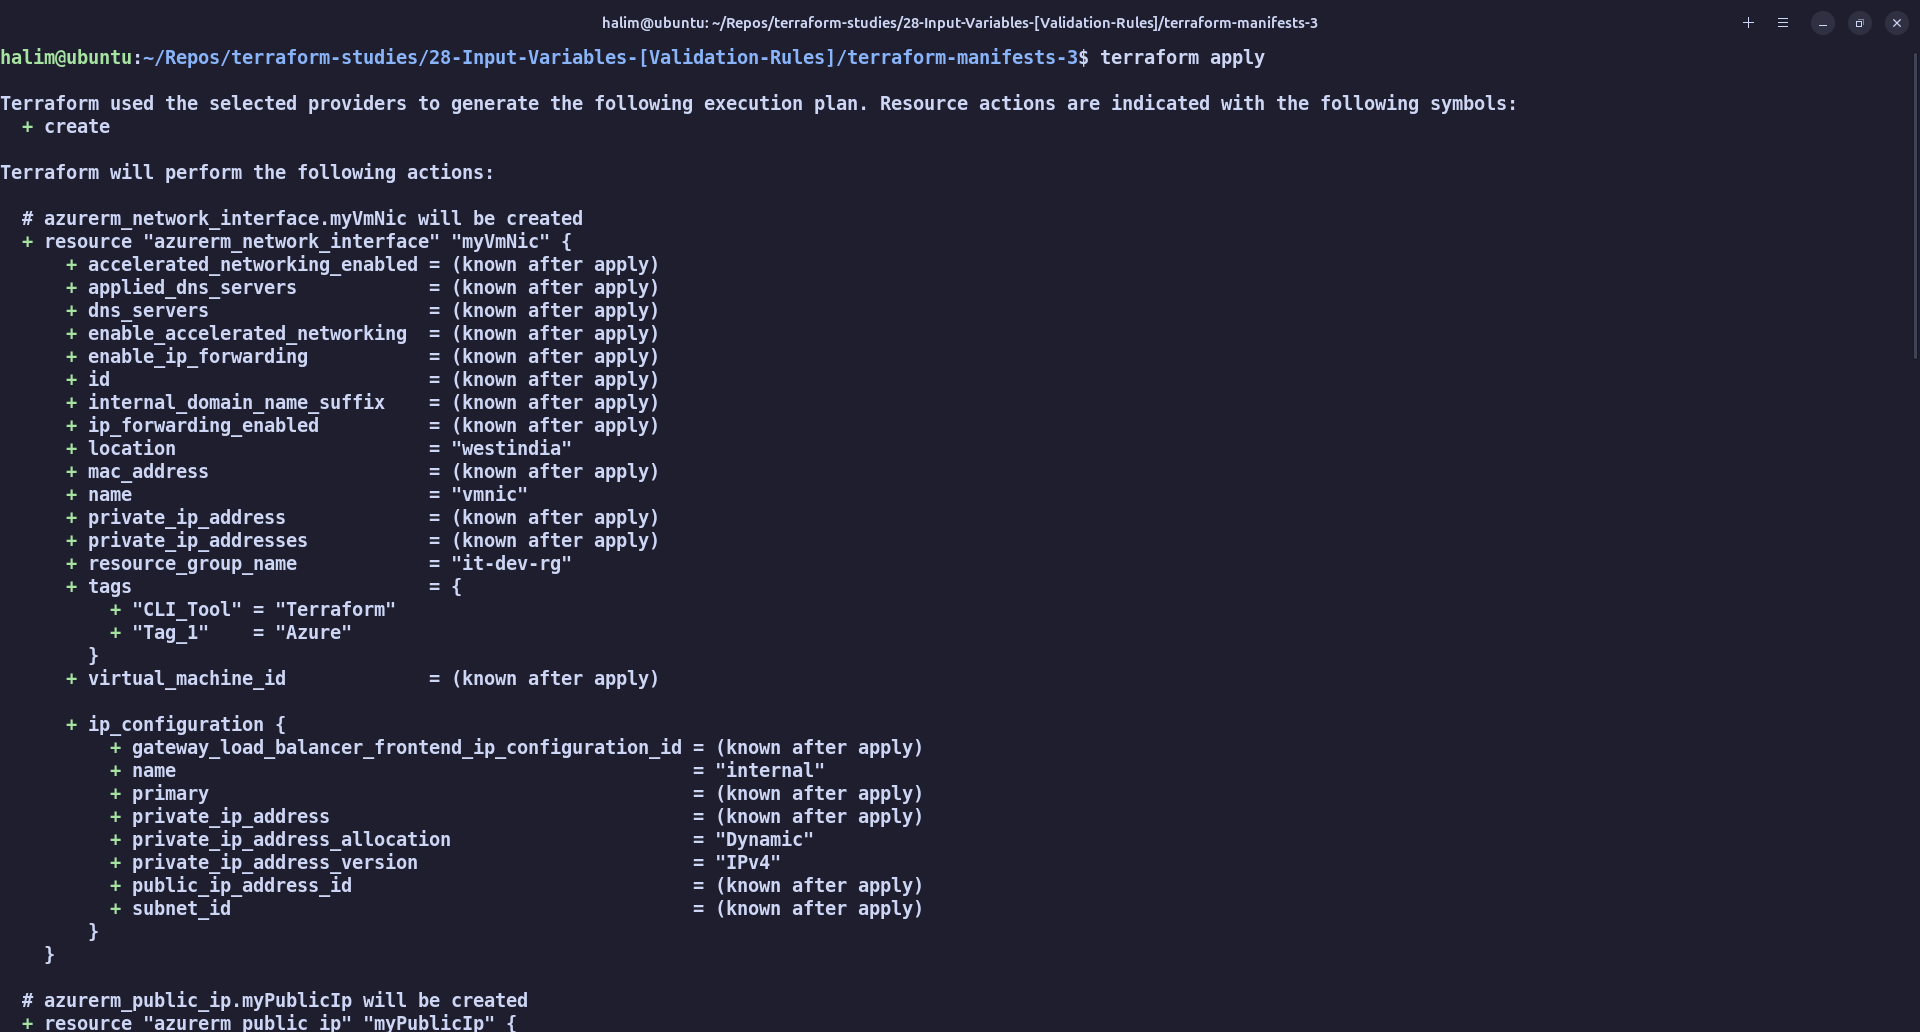 halim@ubuntu: ~/Repos/terraform-studies/28-Input-Variables-[Validation-Rules]/terraform-manifests-3
halim@ubuntu:~/Repos/terraform-studies/28-Input-Variables-[Validation-Rules]/terraform-manifests-3$ terraform apply
Terraform used the selected providers to generate the following execution plan. Resource actions are indicated with the following symbols:
  + create
Terraform will perform the following actions:
  # azurerm_network_interface.myVmNic will be created
  + resource "azurerm_network_interface" "myVmNic" {
      + accelerated_networking_enabled = (known after apply)
      + applied_dns_servers            = (known after apply)
      + dns_servers                    = (known after apply)
      + enable_accelerated_networking  = (known after apply)
      + enable_ip_forwarding           = (known after apply)
      + id                             = (known after apply)
      + internal_domain_name_suffix    = (known after apply)
      + ip_forwarding_enabled          = (known after apply)
      + location                       = "westindia"
      + mac_address                    = (known after apply)
      + name                           = "vmnic"
      + private_ip_address             = (known after apply)
      + private_ip_addresses           = (known after apply)
      + resource_group_name            = "it-dev-rg"
      + tags                           = {
          + "CLI_Tool" = "Terraform"
          + "Tag_1"    = "Azure"
        }
      + virtual_machine_id             = (known after apply)
      + ip_configuration {
          + gateway_load_balancer_frontend_ip_configuration_id = (known after apply)
          + name                                               = "internal"
          + primary                                            = (known after apply)
          + private_ip_address                                 = (known after apply)
          + private_ip_address_allocation                      = "Dynamic"
          + private_ip_address_version                         = "IPv4"
          + public_ip_address_id                               = (known after apply)
          + subnet_id                                          = (known after apply)
        }
    }
  # azurerm_public_ip.myPublicIp will be created
  + resource "azurerm_public_ip" "myPublicIp" {